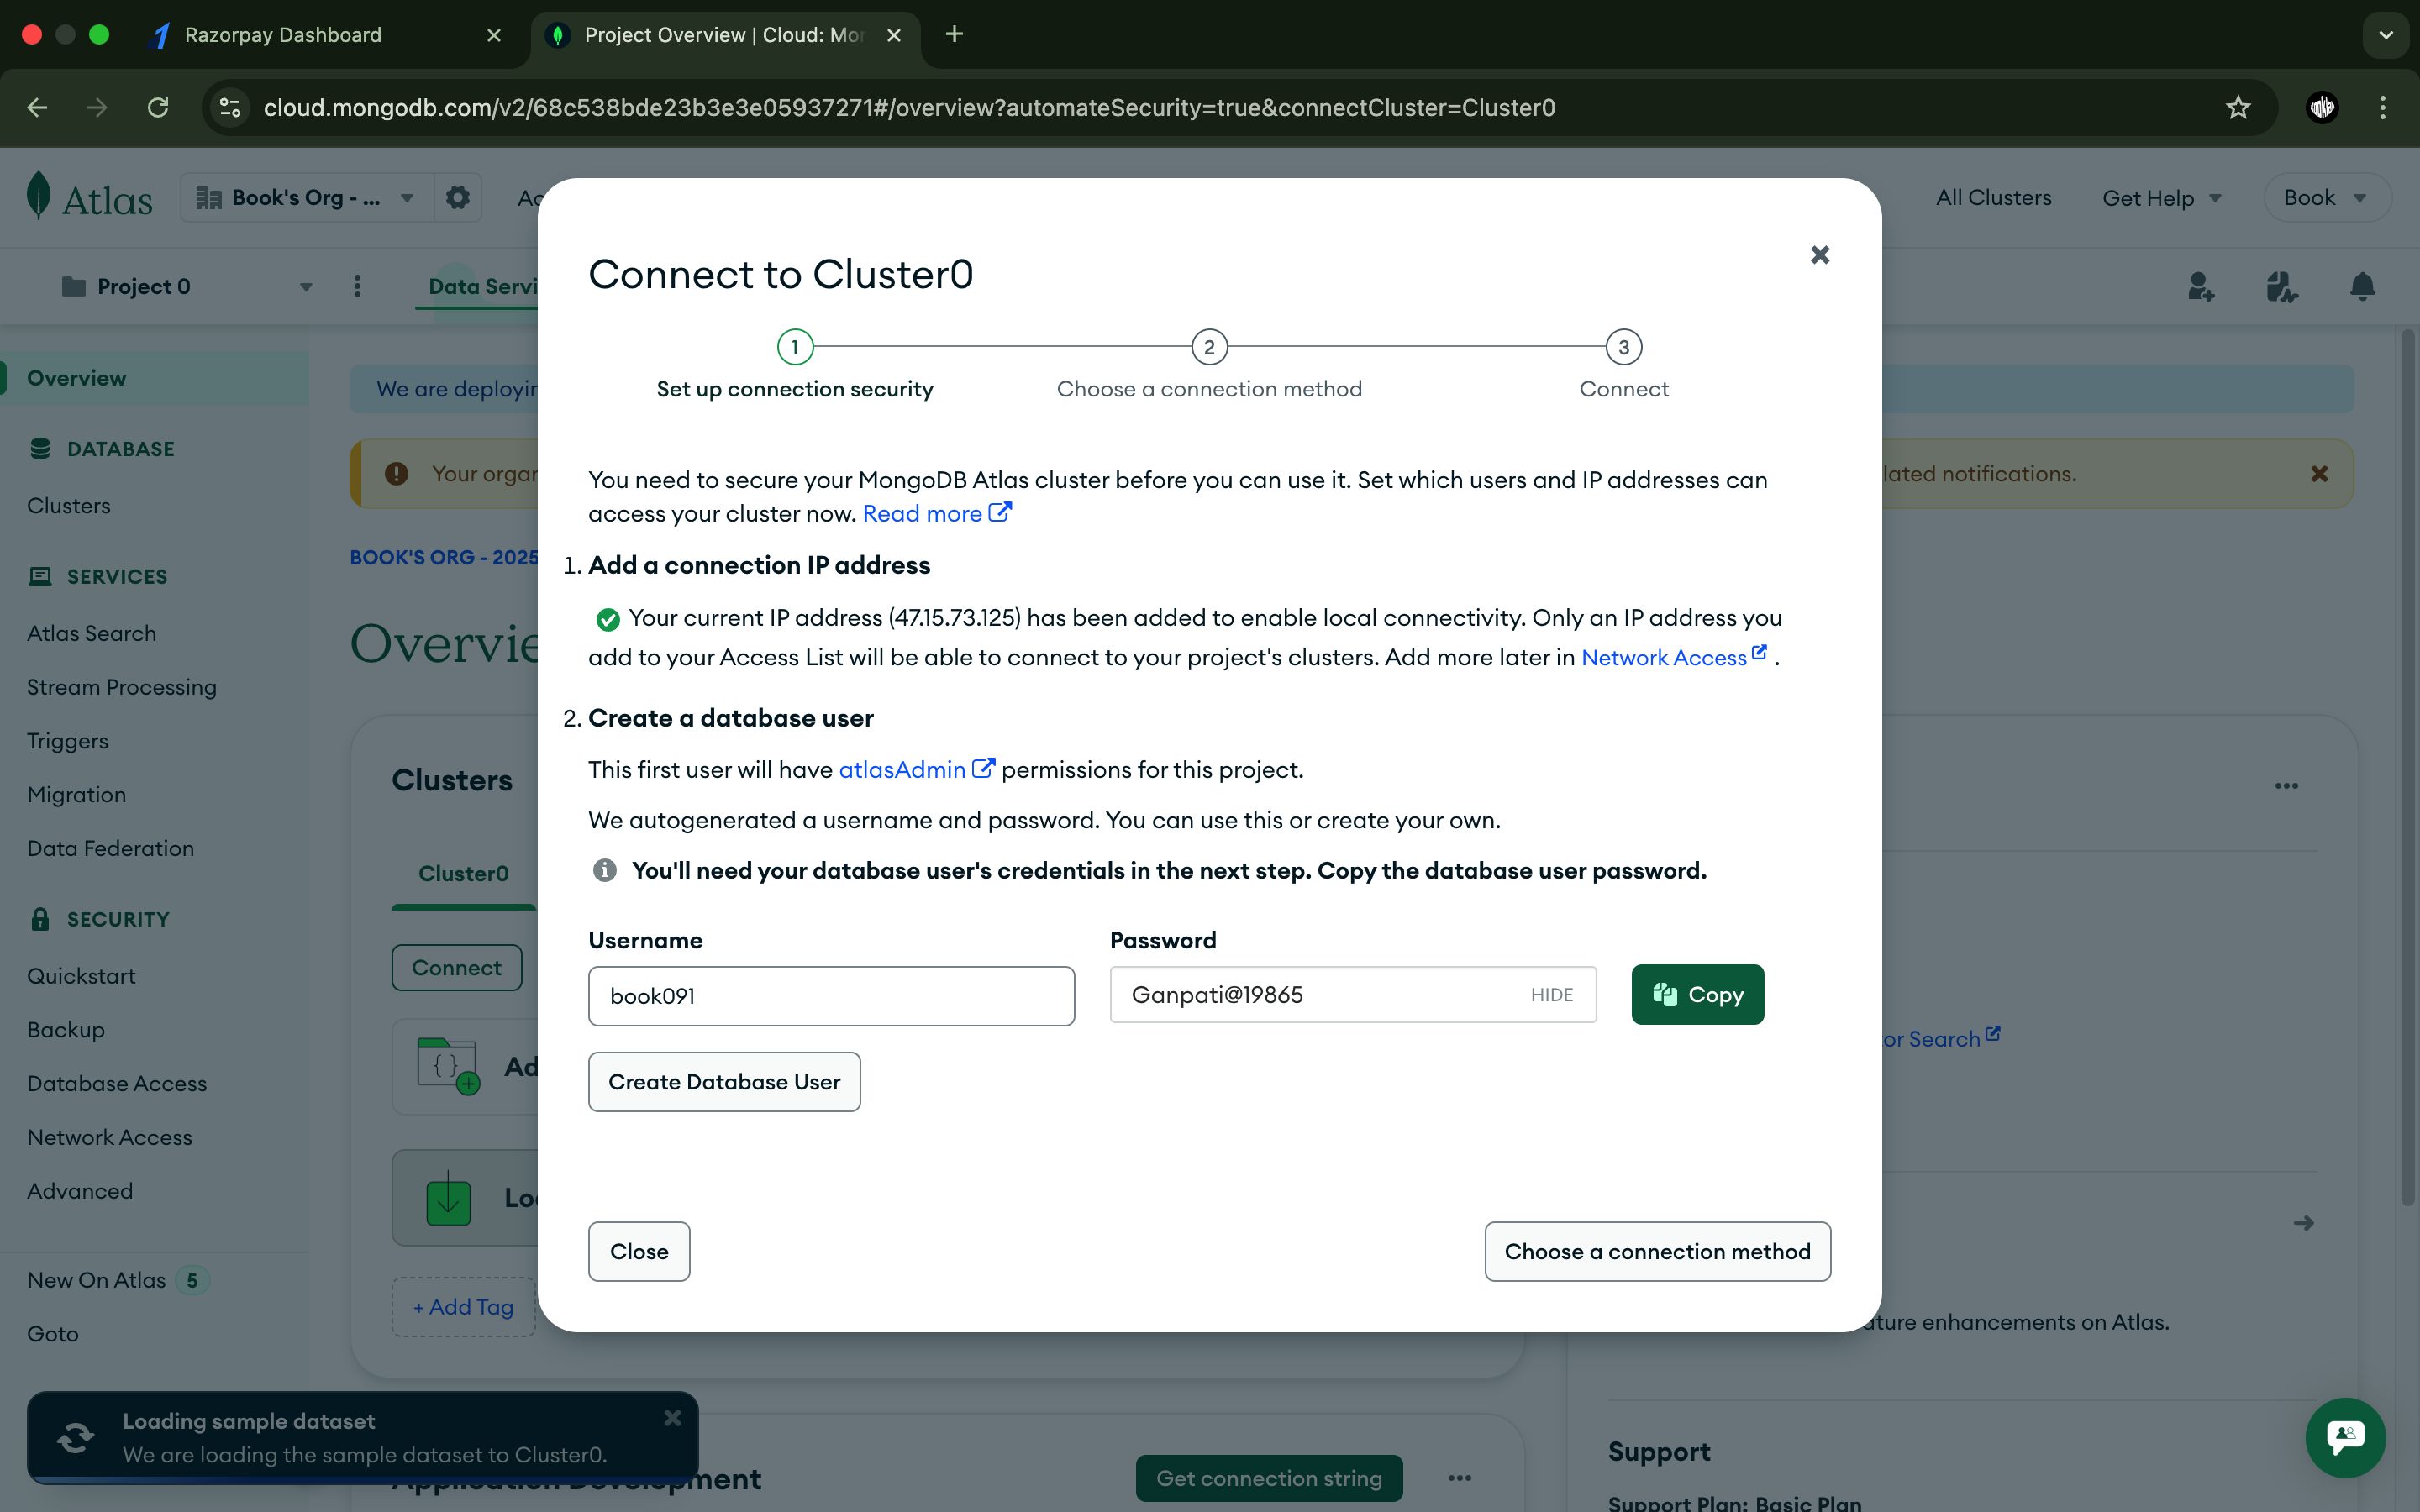 Razorpay Dashboard
Project Overview | Cloud: Mon
cloud.mongodb.com/v2/68c538bde23b3e3e05937271#/overview?automateSecurity=true&connectCluster=Cluster0
Atlas
Book's Org - ...
All Clusters
Get Help
Book
Project 0
Data Servi
Connect to Cluster0
1
2
3
Set up connection security
Choose a connection method
Connect
Overview
We are deployin
DATABASE
Your organ
lated notifications.
Clusters
BOOK'S ORG - 2025
SERVICES
Atlas Search
Overvie
Stream Processing
Triggers
Migration
Data Federation
SECURITY
Quickstart
Backup
Database Access
Network Access
Advanced
New On Atlas 5
Goto
You need to secure your MongoDB Atlas cluster before you can use it. Set which users and IP addresses can
access your cluster now. Read more
1. Add a connection IP address
Your current IP address (47.15.73.125) has been added to enable local connectivity. Only an IP address you
add to your Access List will be able to connect to your project's clusters. Add more later in Network Access .
2. Create a database user
This first user will have atlasAdmin permissions for this project.
We autogenerated a username and password. You can use this or create your own.
You'll need your database user's credentials in the next step. Copy the database user password.
Username
Password
book091
Ganpati@19865
HIDE
Copy
Create Database User
Close
Choose a connection method
Clusters
Cluster0
Connect
Ad
Lo
+ Add Tag
or Search
ature enhancements on Atlas.
Loading sample dataset
We are loading the sample dataset to Cluster0.
Application Development
Get connection string
Support
Support Plan: Basic Plan